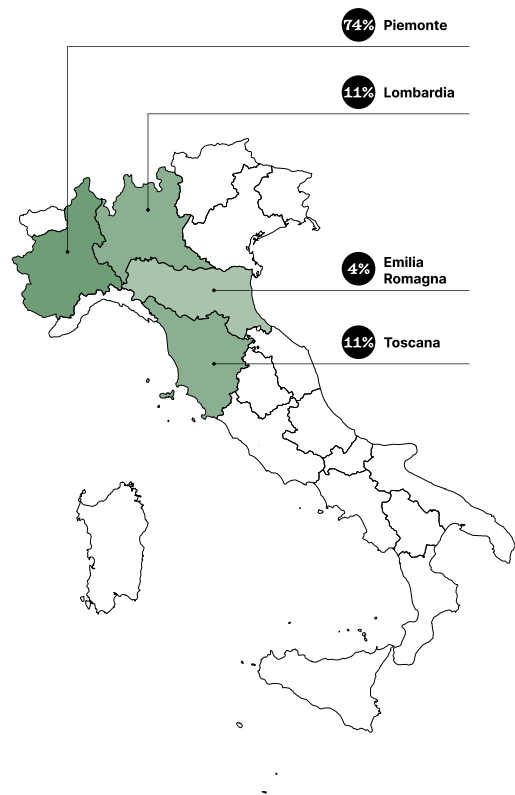 74% Piemonte
11% Lombardia
4% Emilia
Romagna
11% Toscana